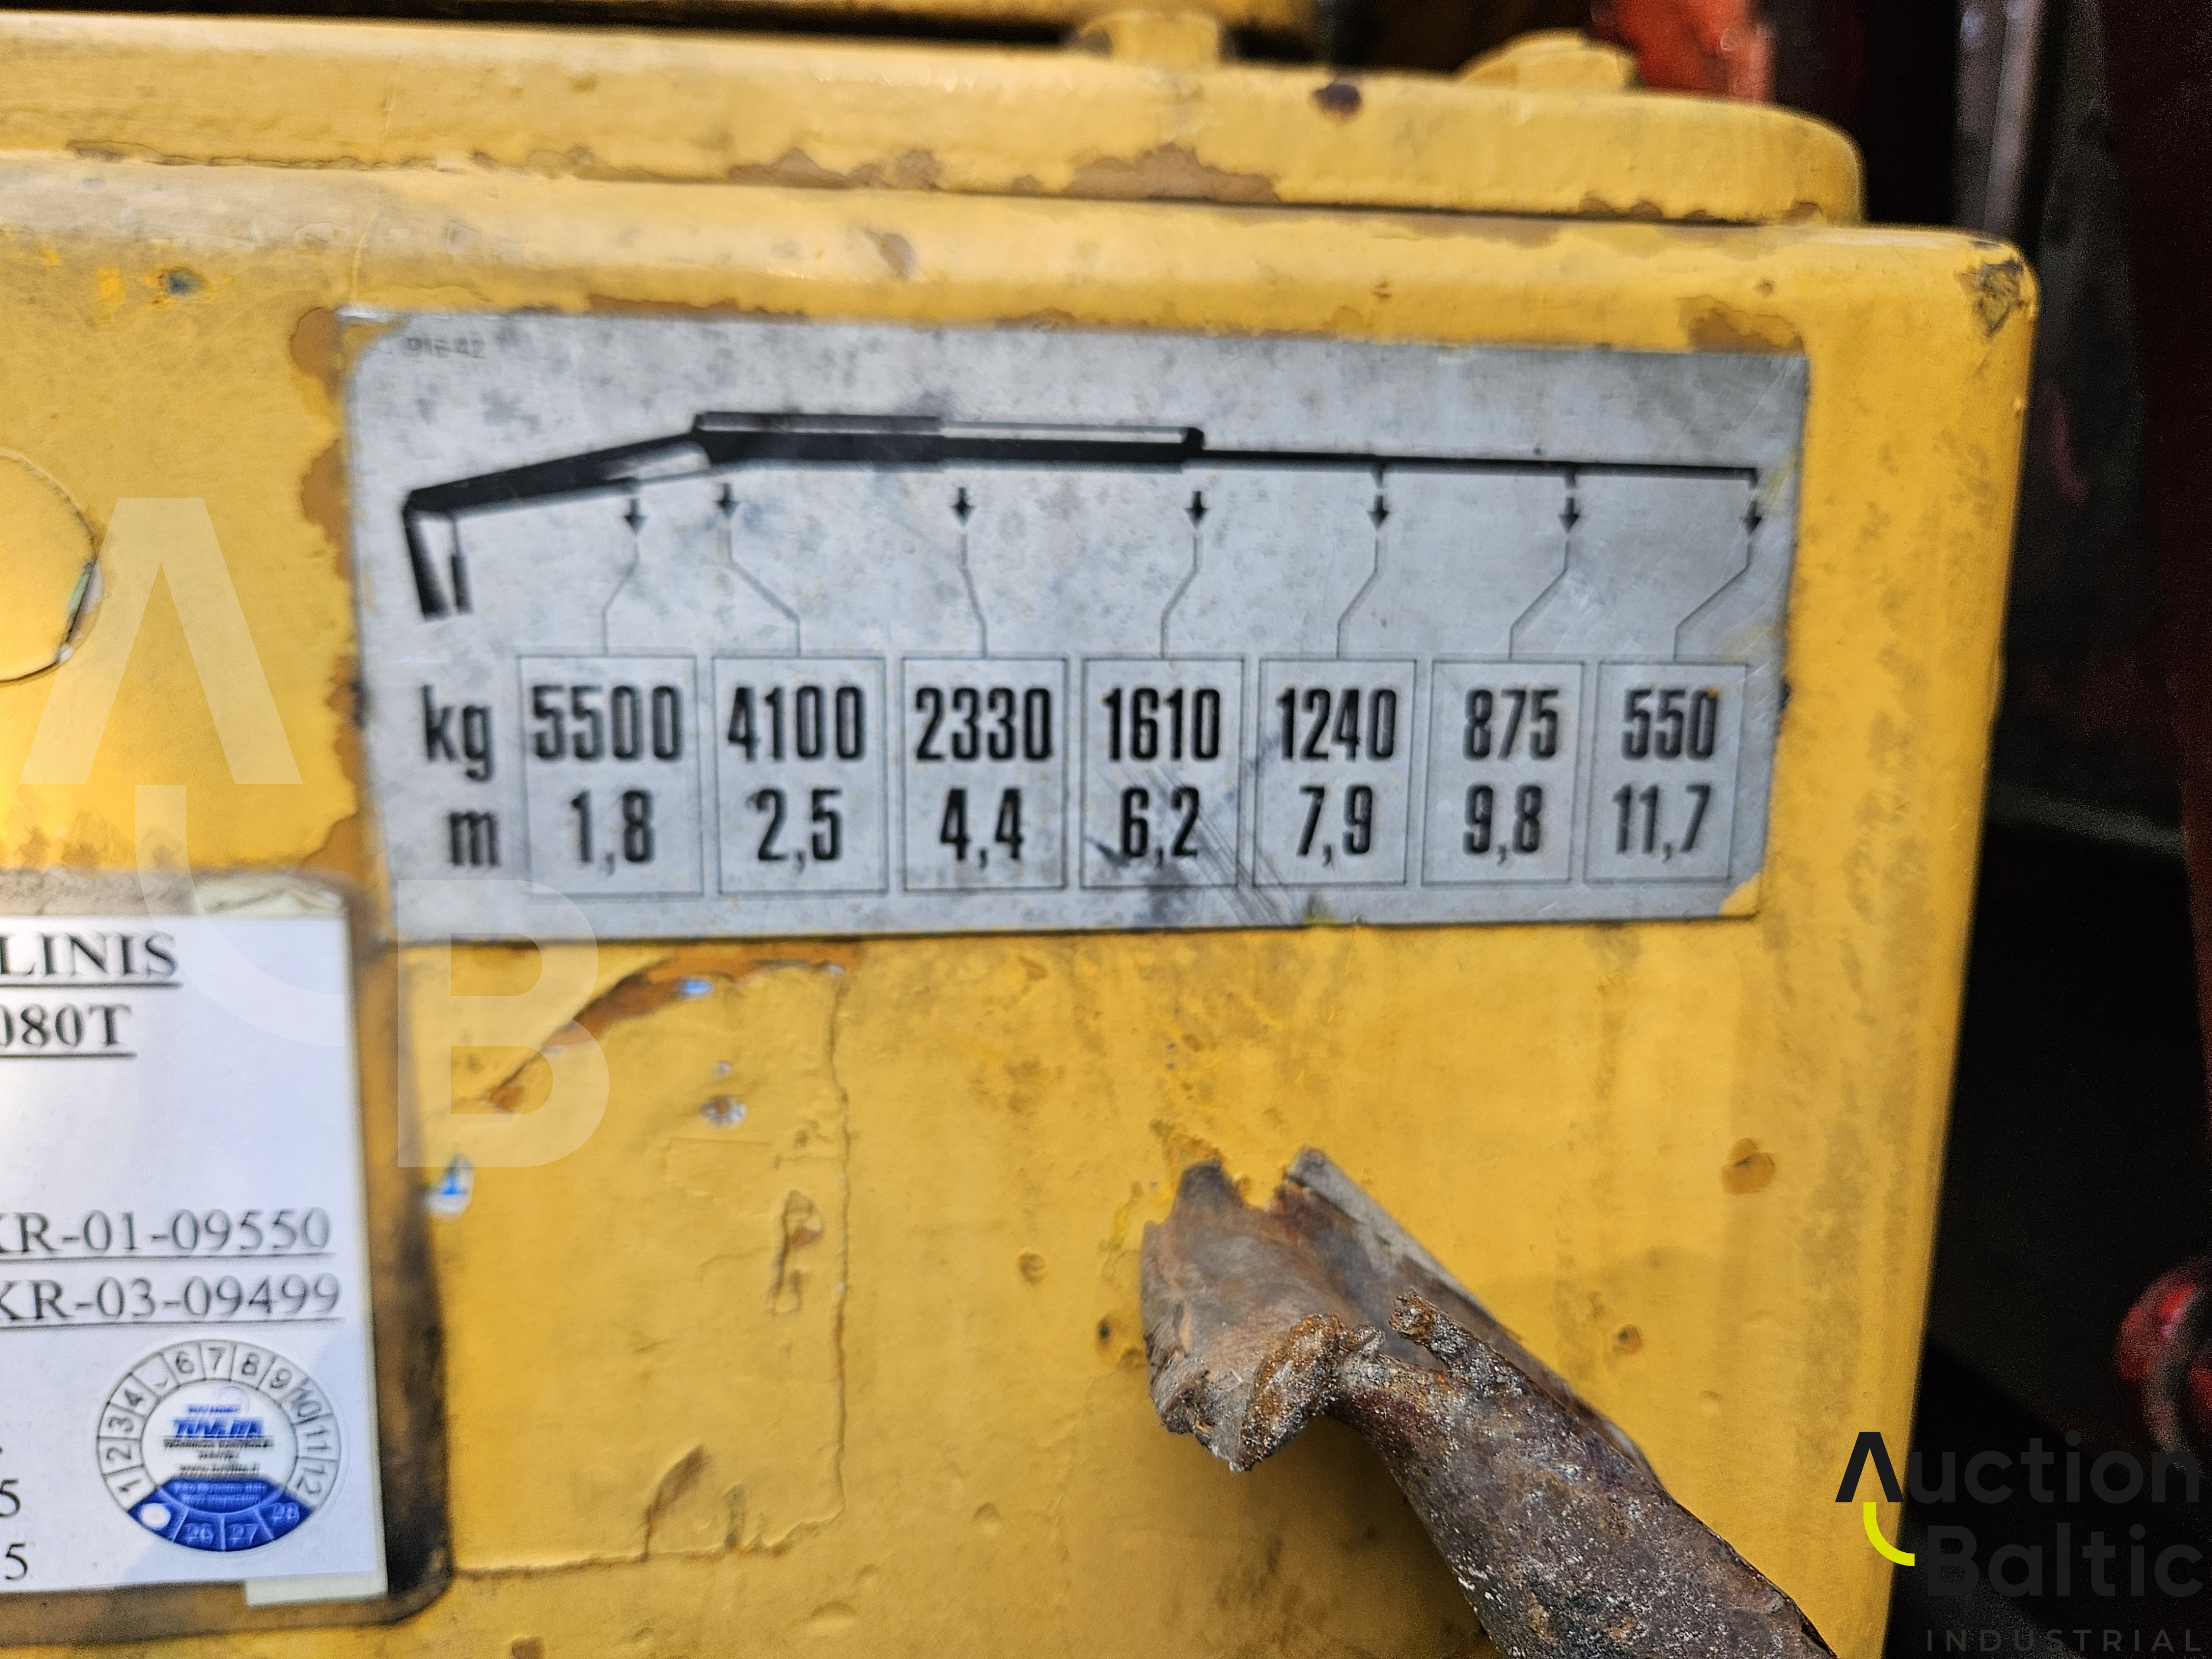 91642
kg 5500 4100 2330 1610 1240 875 550
m 1,8 2,5 4,4 6,2 7,9 9,8 11,7
LINIS
080T
KR-01-09550
KR-03-09499
1 2 3 4 6 7 8 9 10 11 12
26 27 28
5
5
Auction
Baltic
INDUSTRIAL
ACB